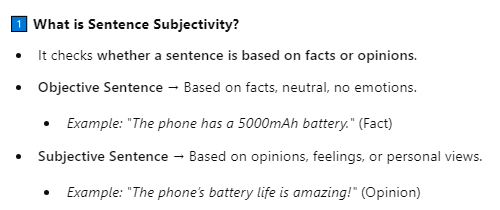 1 What is Sentence Subjectivity?
• It checks whether a sentence is based on facts or opinions.
• Objective Sentence → Based on facts, neutral, no emotions.
• Example: "The phone has a 5000mAh battery." (Fact)
• Subjective Sentence → Based on opinions, feelings, or personal views.
• Example: "The phone's battery life is amazing!" (Opinion)